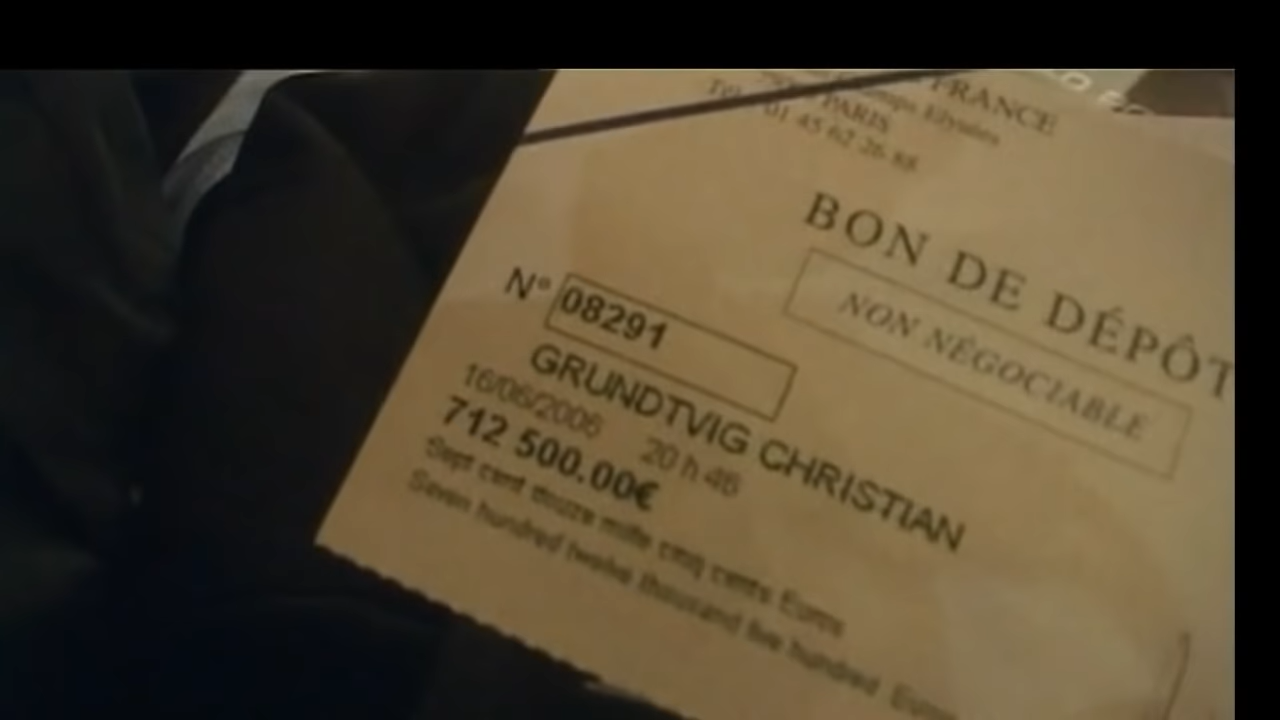 FRANCE
PARIS
Tél. 01 45 62 26 88
BON DE DÉPÔT
NON NÉGOCIABLE
N° 08291
GRUNDTVIG CHRISTIAN
16/06/2006 20 h 46
712 500.00€
Sept cent douze mille cinq cents Euros
Seven hundred twelve thousand five hundred Euros